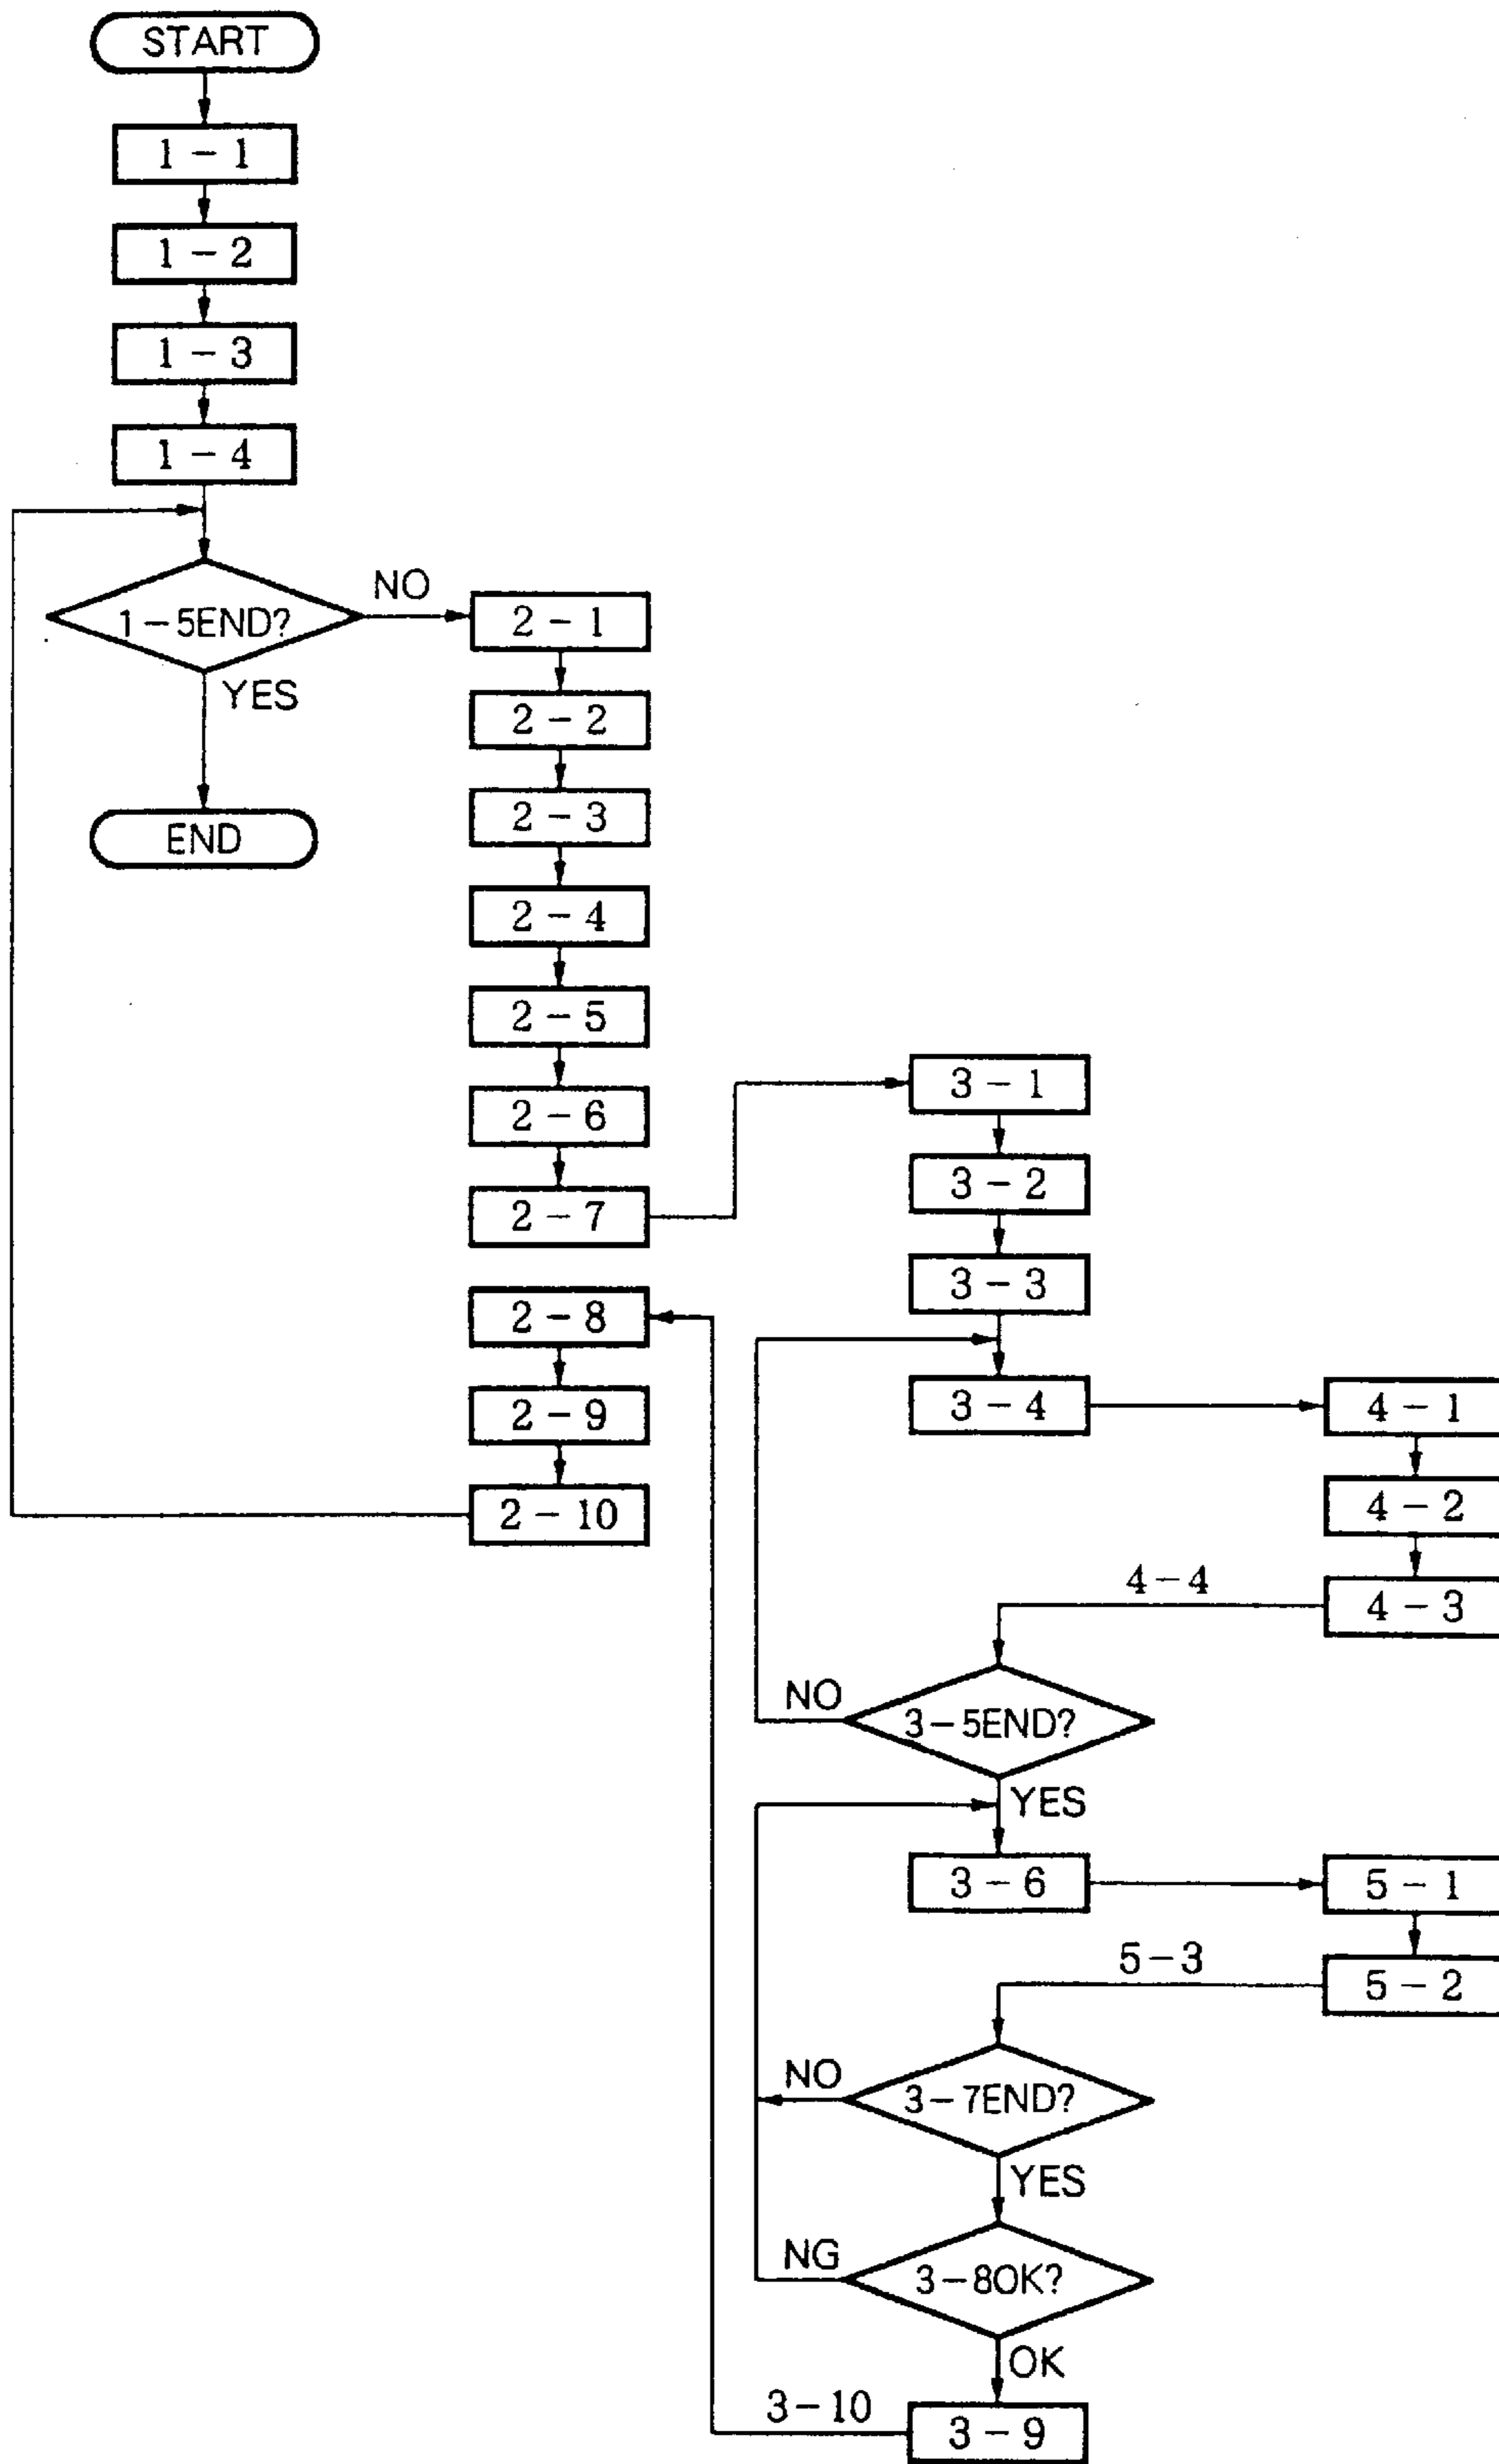 START
1 - 1
1 - 2
1 - 3
1 - 4
1 - 5END?
NO
YES
END
2 - 1
2 - 2
2 - 3
2 - 4
2 - 5
2 - 6
2 - 7
2 - 8
2 - 9
2 - 10
3 - 1
3 - 2
3 - 3
3 - 4
4 - 1
4 - 2
4 - 3
4 - 4
3 - 5END?
NO
YES
3 - 6
5 - 1
5 - 2
5 - 3
3 - 7END?
NO
YES
3 - 8OK?
NG
OK
3 - 9
3 - 10